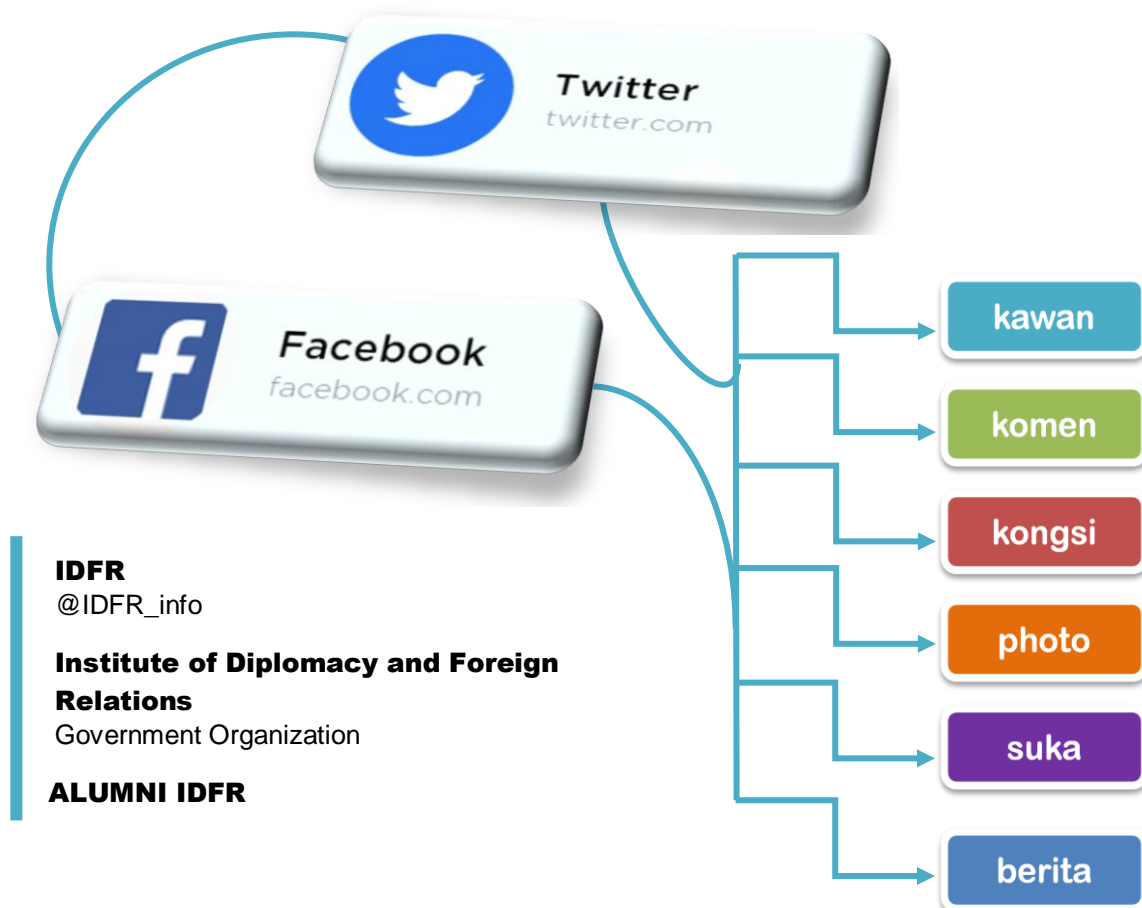 Twitter
twitter.com
Facebook
facebook.com
kawan
komen
kongsi
photo
suka
berita
IDFR
@IDFR_info
Institute of Diplomacy and Foreign
Relations
Government Organization
ALUMNI IDFR